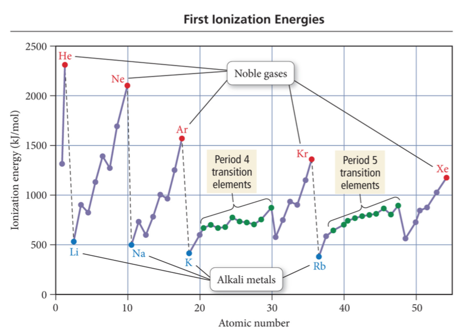 First Ionization Energies
Ionization energy (kJ/mol)
2500
2000
1500
1000
500
0
He
Ne
Noble gases
Ar
Kr
Xe
Period 4
transition
elements
Period 5
transition
elements
Li
Na
K
Rb
Alkali metals
0
10
20
30
40
50
Atomic number